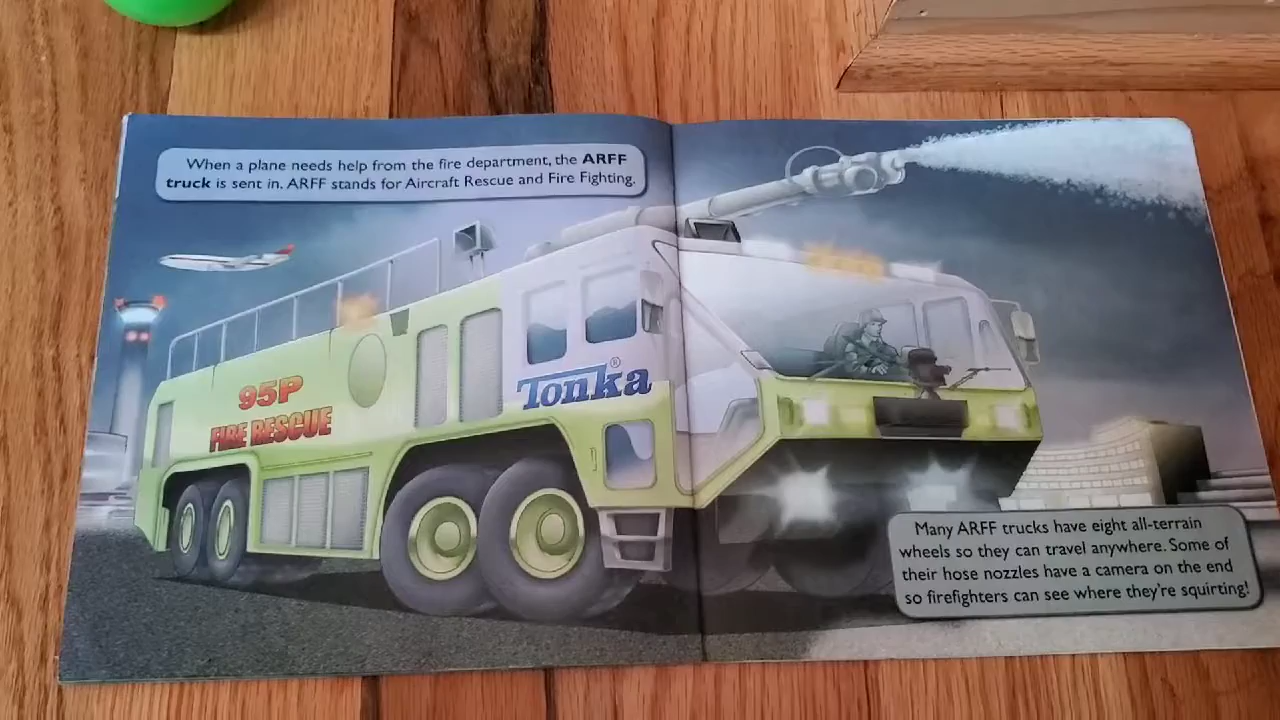 When a plane needs help from the fire department, the ARFF
truck is sent in. ARFF stands for Aircraft Rescue and Fire Fighting.
95P
FIRE RESCUE
Tonka®
Many ARFF trucks have eight all-terrain
wheels so they can travel anywhere. Some of
their hose nozzles have a camera on the end
so firefighters can see where they're squirting!